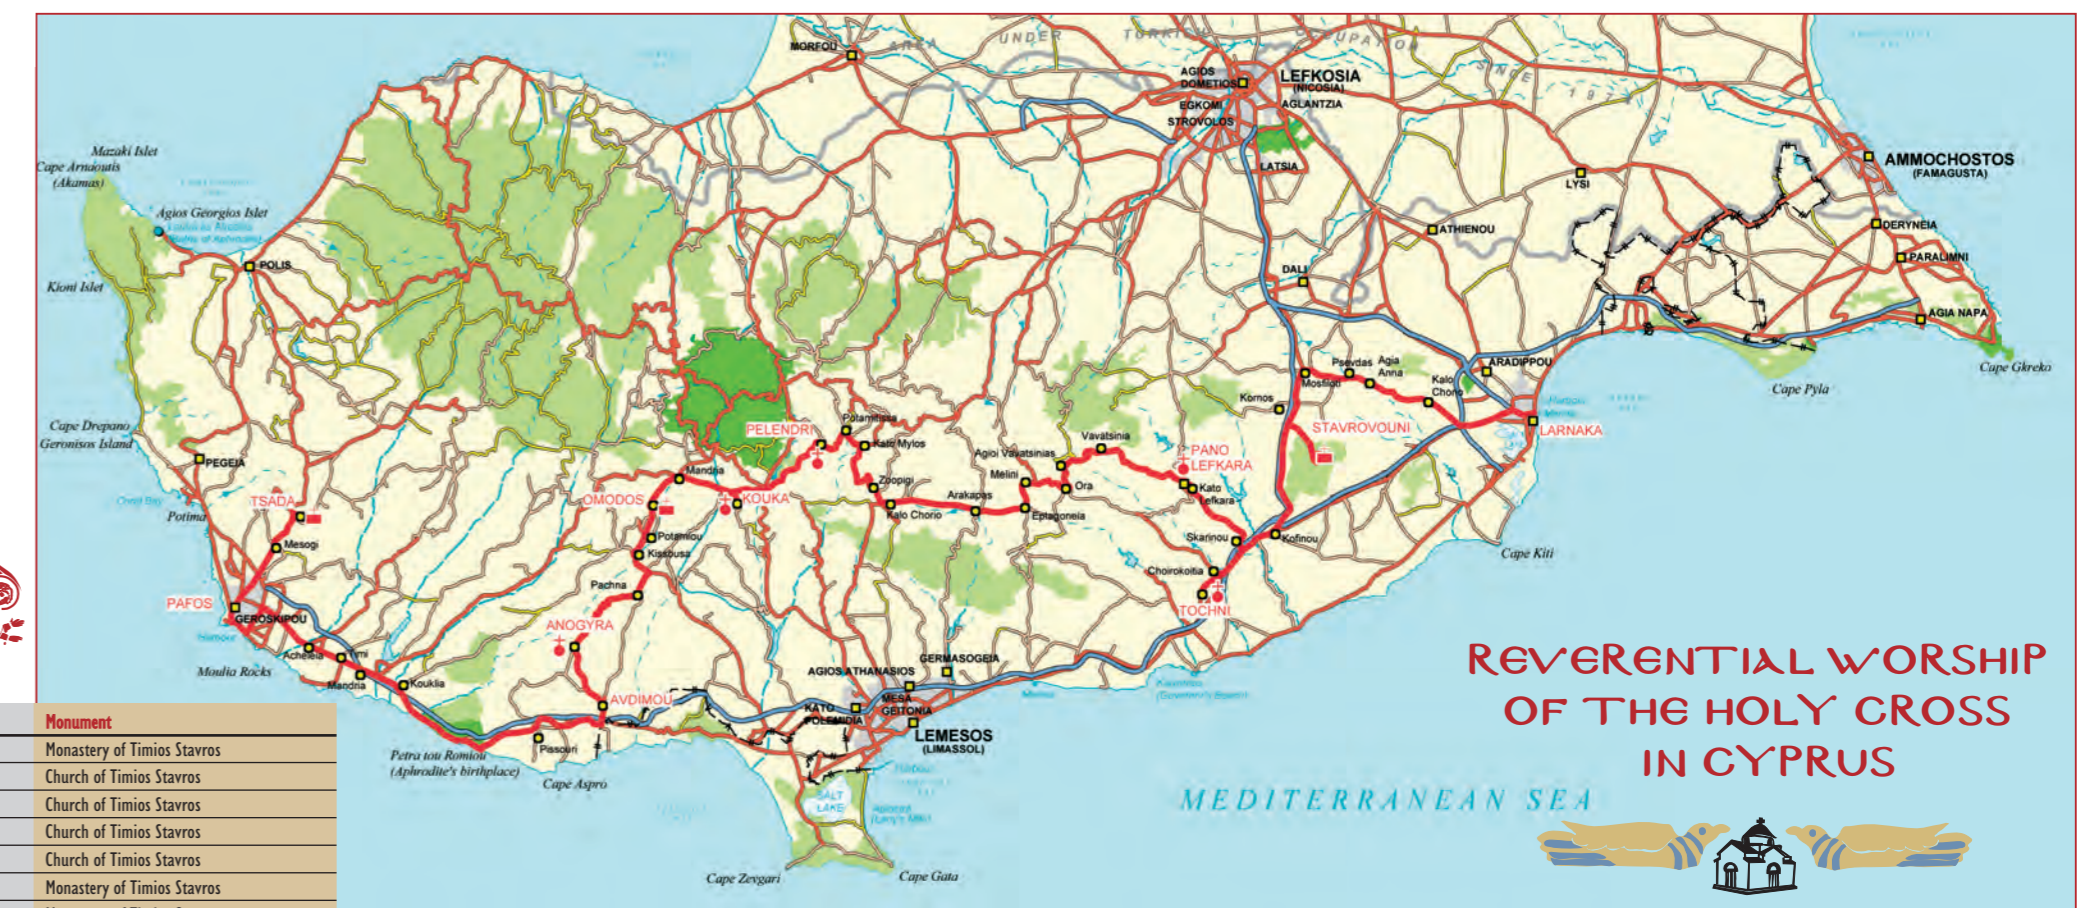 MORFOU
AREA UNDER TURKISH OCCUPATION SINCE 1974
AGIOS
DOMETIOS
LEFKOSIA
(NICOSIA)
EGKOMI
AGLANTZIA
STROVOLOS
LATSIA
Mazaki Islet
Cape Arnaoutis
(Akamas)
Agios Georgios Islet
POLIS
Kioni Islet
LYSI
AMMOCHOSTOS
(FAMAGUSTA)
DERYNEIA
ATHIENOU
PARALIMNI
DALI
AGIA NAPA
Cape Gkreko
Cape Pyla
ARADIPPOU
Psevdas
Agia
Anna
Mosfiloti
Kalo
Chorio
Kornos
STAVROVOUNI
LARNAKA
Cape Drepano
Geronisos Island
PEGEIA
Potima
TSADA
Mesogi
PELENDRI
Potamitissa
Kato Mylos
Mandria
OMODOS
KOUKA
Zoopigi
Kalo Chorio
Potamiou
Kissousa
Pachna
Agioi Vavatsinias
Vavatsinia
Melini
Ora
Arakapas
Eptagoneia
PANO
LEFKARA
Kato
Lefkara
Skarinou
Kofinou
Choirokoitia
TOCHNI
Cape Kiti
PAFOS
GEROSKIPOU
Acheleia
Timi
Mandria
Kouklia
Moulia Rocks
ANOGYRA
AVDIMOU
Pissouri
Petra tou Romiou
(Aphrodite's birthplace)
Cape Aspro
AGIOS ATHANASIOS
GERMASOGEIA
MESA
GEITONIA
KATO
POLEMIDIA
LEMESOS
(LIMASSOL)
SALT
LAKE
Cape Zevgari
Cape Gata
MEDITERRANEAN SEA
REVERENTIAL WORSHIP
OF THE HOLY CROSS
IN CYPRUS
Monument
Monastery of Timios Stavros
Church of Timios Stavros
Church of Timios Stavros
Church of Timios Stavros
Church of Timios Stavros
Monastery of Timios Stavros